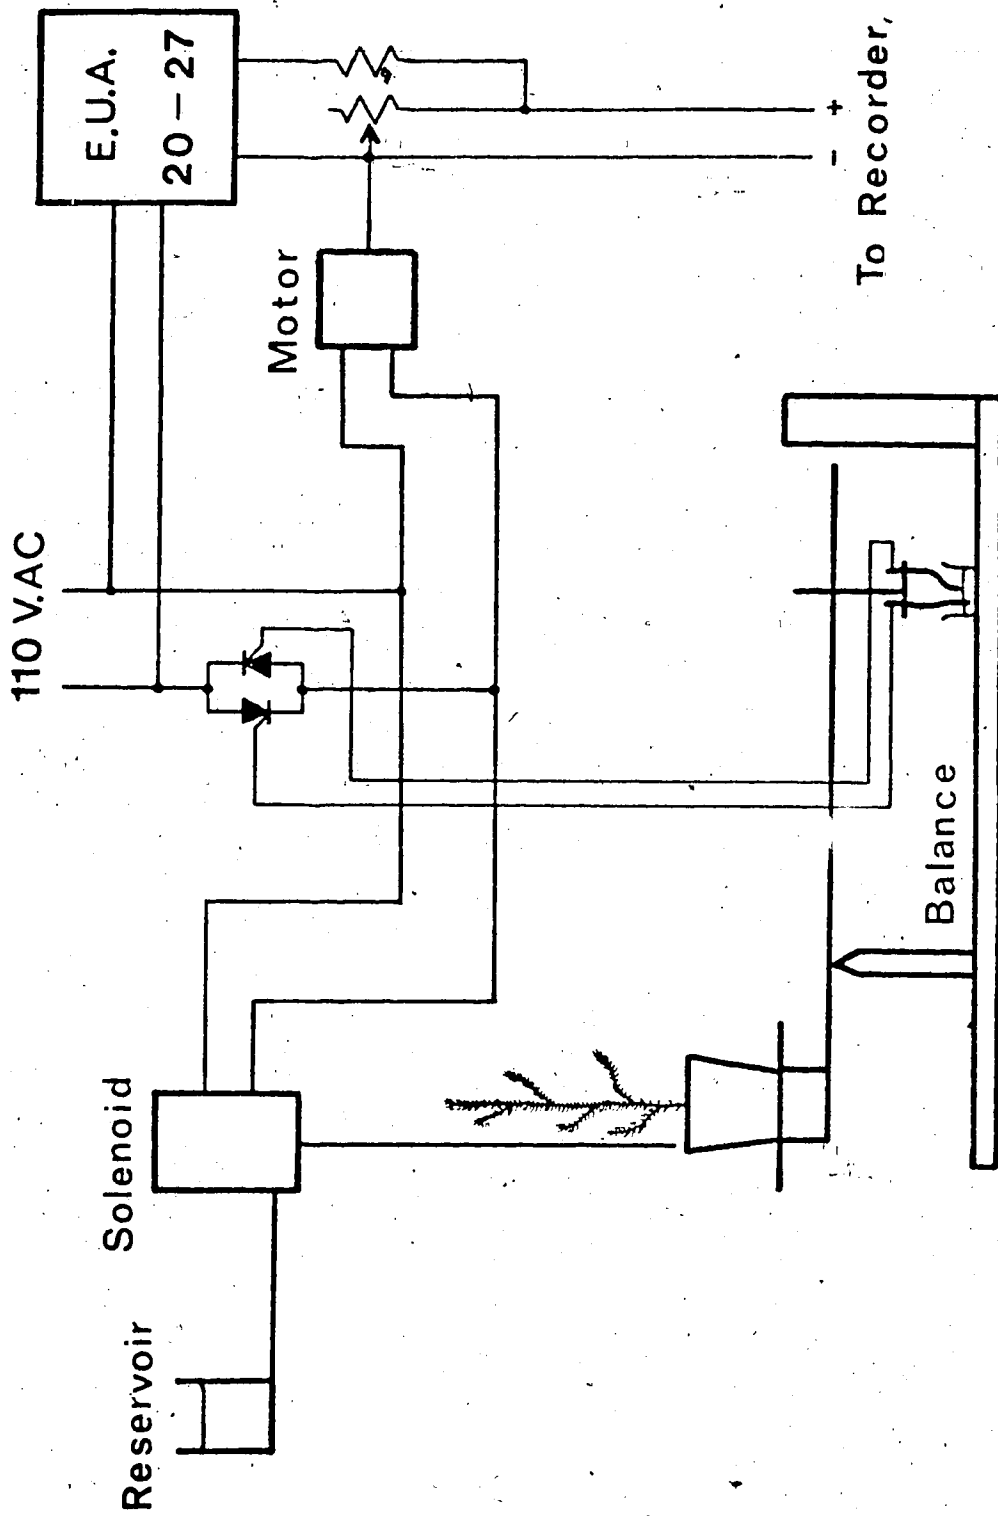 Reservoir
Solenoid
110 V.AC
Motor
E.U.A.
20-27
Balance
- +
To Recorder,